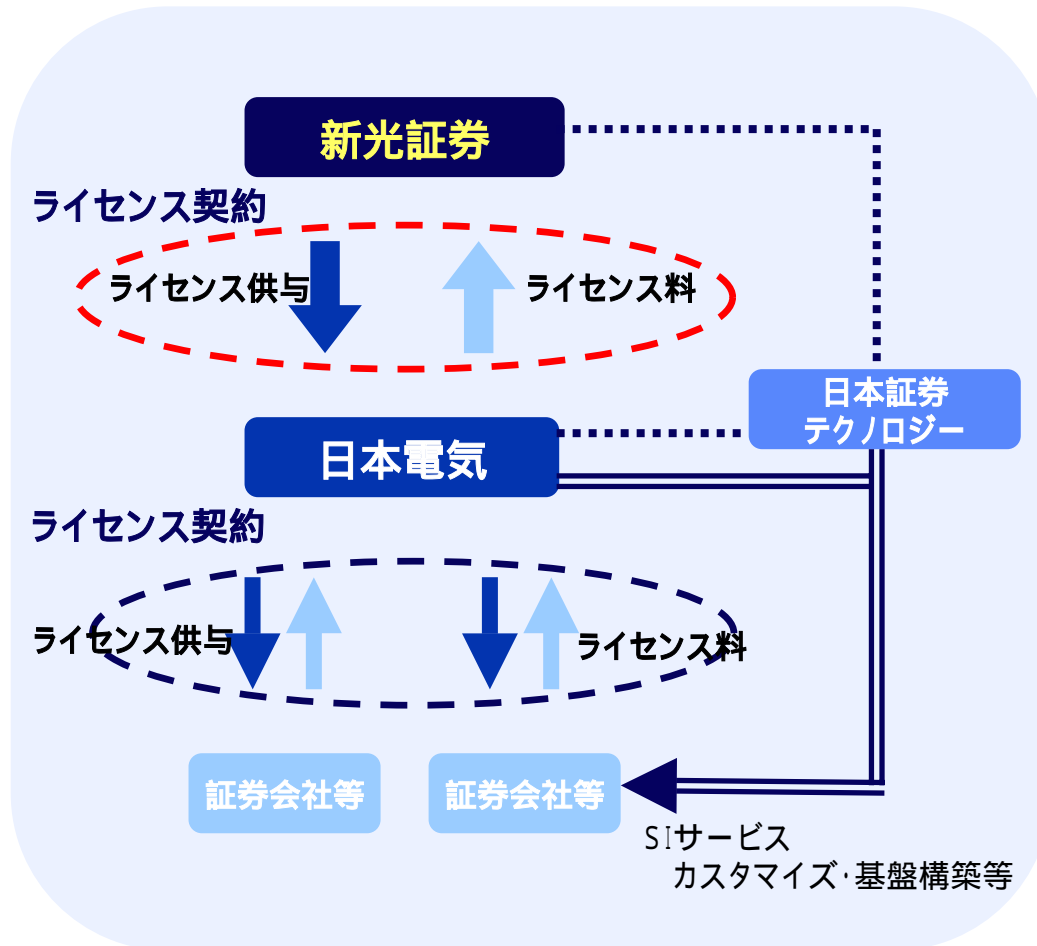 新光証券
ライセンス契約
ライセンス供与
ライセンス料
日本証券
テクノロジー
日本電気
ライセンス契約
ライセンス供与
ライセンス料
証券会社等
証券会社等
SIサービス
カスタマイズ・基盤構築等